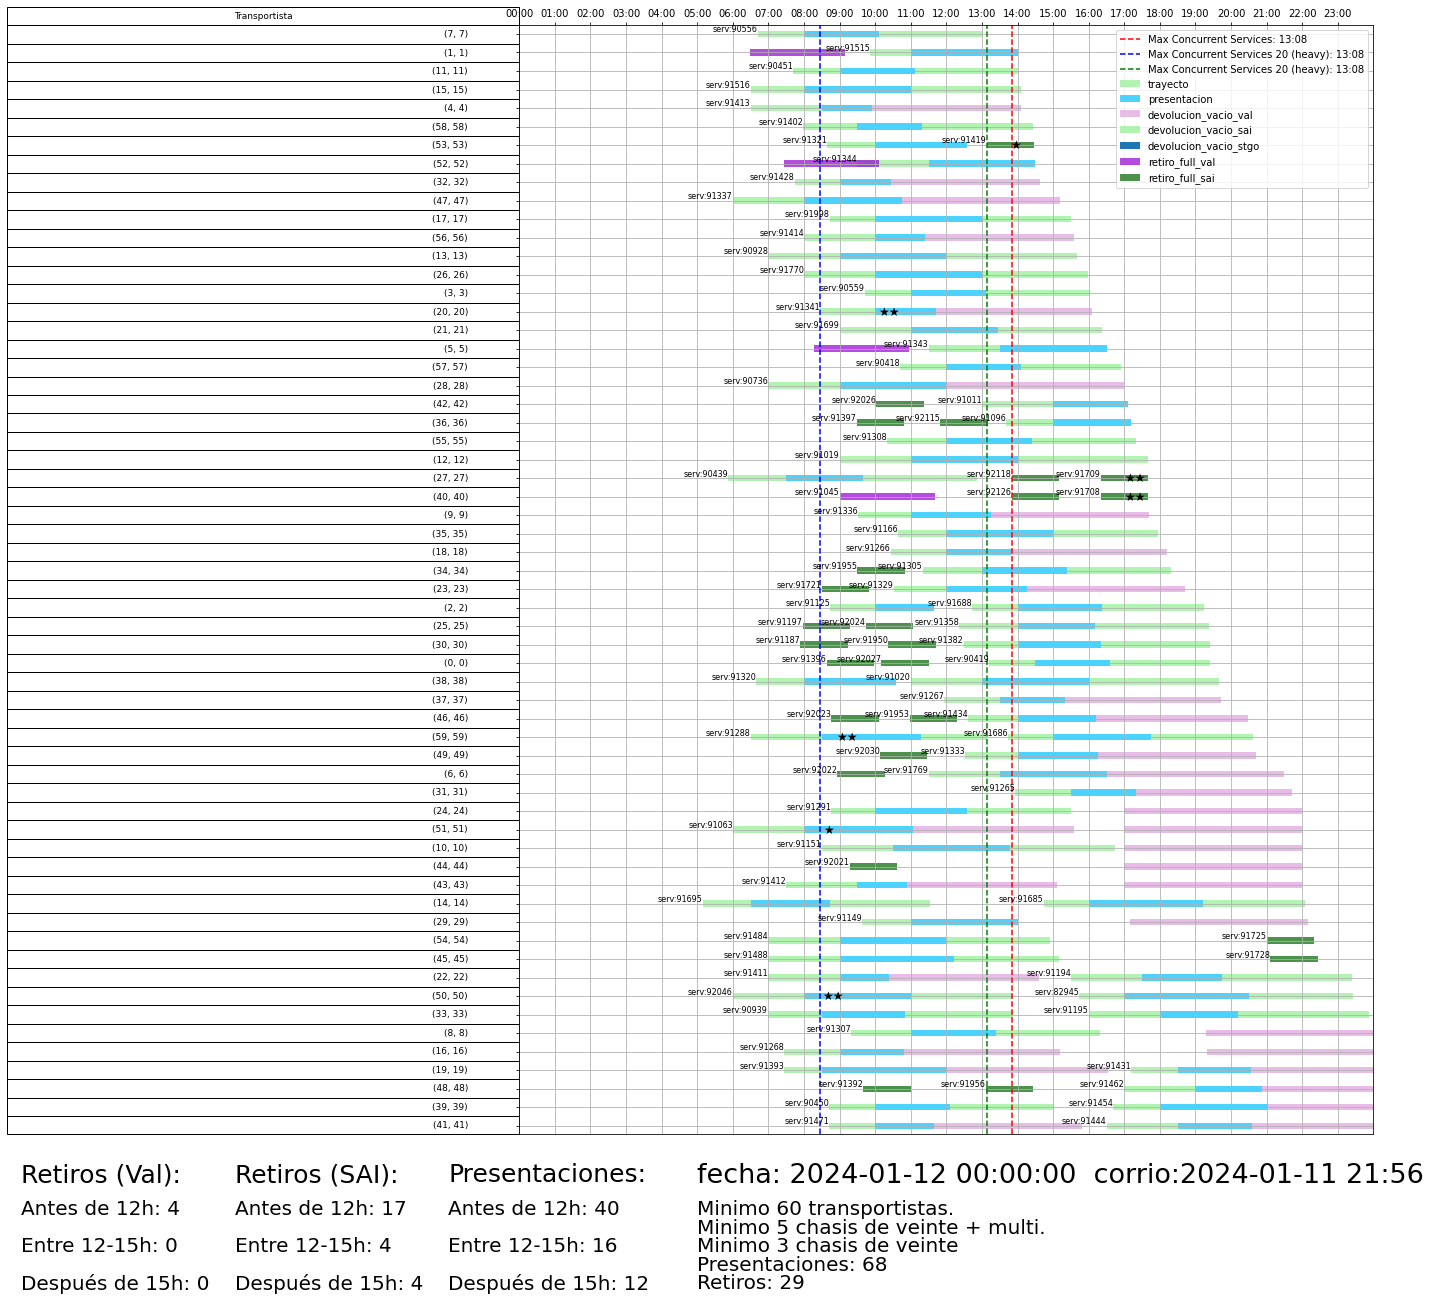 Transportista 00:00 01:00 02:00 03:00 04:00 05:00 06:00 07:00 08:00 09:00 10:00 11:00 12:00 13:00 14:00 15:00 16:00 17:00 18:00 19:00 20:00 21:00 22:00 23:00
(7, 7) serv:90556
(1, 1) serv:91515
(11, 11) serv:90451
(15, 15) serv:91516
(4, 4) serv:91413
(58, 58) serv:91402
(53, 53) serv:91321 serv:91419
(52, 52) serv:91344
(32, 32) serv:91428
(47, 47) serv:91337
(17, 17) serv:91998
(56, 56) serv:91414
(13, 13) serv:90928
(26, 26) serv:91770
(3, 3) serv:90559
(20, 20) serv:91341
(21, 21) serv:91699
(5, 5) serv:91343
(57, 57) serv:90418
(28, 28) serv:90736
(42, 42) serv:92026 serv:91011
(36, 36) serv:91397 serv:92115 serv:91096
(55, 55) serv:91308
(12, 12) serv:91019
(27, 27) serv:90439 serv:92118 serv:91709
(40, 40) serv:91045 serv:92126 serv:91708
(9, 9) serv:91336
(35, 35) serv:91166
(18, 18) serv:91266
(34, 34) serv:91955 serv:91305
(23, 23) serv:91721 serv:91329
(2, 2) serv:91125 serv:91688
(25, 25) serv:91197 serv:92024 serv:91358
(30, 30) serv:91187 serv:91950 serv:91382
(0, 0) serv:91396 serv:92027 serv:90419
(38, 38) serv:91320 serv:91020
(37, 37) serv:91267
(46, 46) serv:92023 serv:91953 serv:91434
(59, 59) serv:91288 serv:91686
(49, 49) serv:92030 serv:91333
(6, 6) serv:92022 serv:91769
(31, 31) serv:91265
(24, 24) serv:91291
(51, 51) serv:91063
(10, 10) serv:91151
(44, 44) serv:92021
(43, 43) serv:91412
(14, 14) serv:91695 serv:91685
(29, 29) serv:91149
(54, 54) serv:91484 serv:91725
(45, 45) serv:91488 serv:91728
(22, 22) serv:91411 serv:91194
(50, 50) serv:92046 serv:82945
(33, 33) serv:90939 serv:91195
(8, 8) serv:91307
(16, 16) serv:91268
(19, 19) serv:91393 serv:91431
(48, 48) serv:91392 serv:91956 serv:91462
(39, 39) serv:90450 serv:91454
(41, 41) serv:91471 serv:91444
Max Concurrent Services: 13:08
Max Concurrent Services 20 (heavy): 13:08
Max Concurrent Services 20 (heavy): 13:08
trayecto
presentacion
devolucion_vacio_val
devolucion_vacio_sai
devolucion_vacio_stgo
retiro_full_val
retiro_full_sai
Retiros (Val):
Antes de 12h: 4
Entre 12-15h: 0
Después de 15h: 0
Retiros (SAI):
Antes de 12h: 17
Entre 12-15h: 4
Después de 15h: 4
Presentaciones:
Antes de 12h: 40
Entre 12-15h: 16
Después de 15h: 12
fecha: 2024-01-12 00:00:00 corrio:2024-01-11 21:56
Minimo 60 transportistas.
Minimo 5 chasis de veinte + multi.
Minimo 3 chasis de veinte
Presentaciones: 68
Retiros: 29